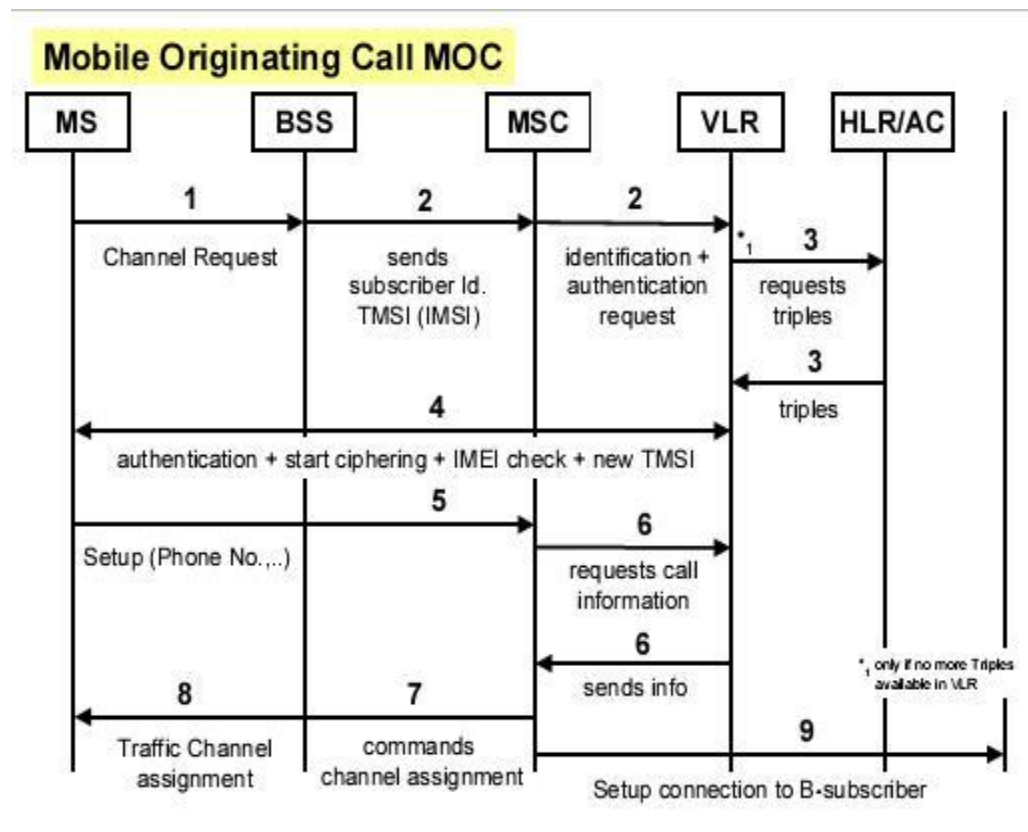 Mobile Originating Call MOC
MS
BSS
MSC
VLR
HLR/AC
1
Channel Request
2
sends
subscriber Id.
TMSI (IMSI)
2
identification +
authentication
request
*1
3
requests
triples
3
triples
4
authentication + start ciphering + IMEI check + new TMSI
5
Setup (Phone No.,..)
6
requests call
information
6
sends info
*1 only if no more Triples
available in VLR
8
Traffic Channel
assignment
7
commands
channel assignment
9
Setup connection to B-subscriber